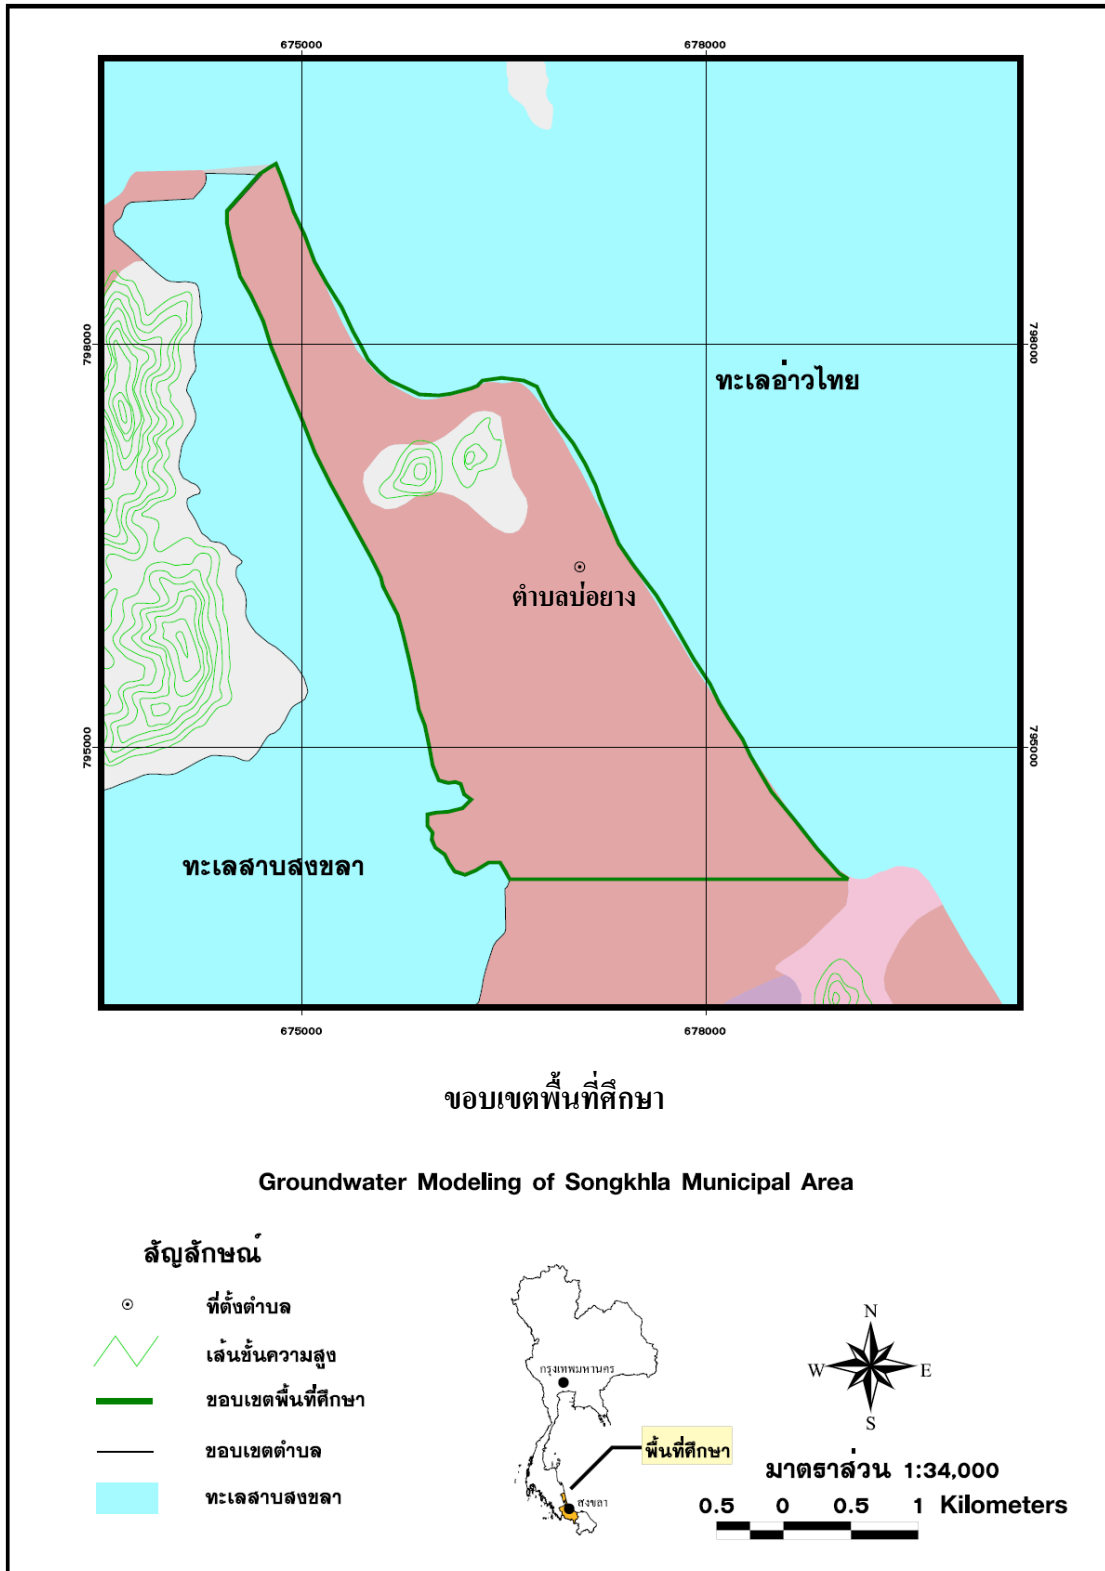 675000
678000
798000
798000
ทะเลอ่าวไทย
ตำบลบ่อยาง
795000
795000
ทะเลสาบสงขลา
675000
678000
ขอบเขตพื้นที่ศึกษา
Groundwater Modeling of Songkhla Municipal Area
สัญลักษณ์
ที่ตั้งตำบล
เส้นชั้นความสูง
ขอบเขตพื้นที่ศึกษา
ขอบเขตตำบล
ทะเลสาบสงขลา
กรุงเทพมหานคร
พื้นที่ศึกษา
สงขลา
N
W
E
S
มาตราส่วน 1:34,000
0.5 0 0.5 1 Kilometers